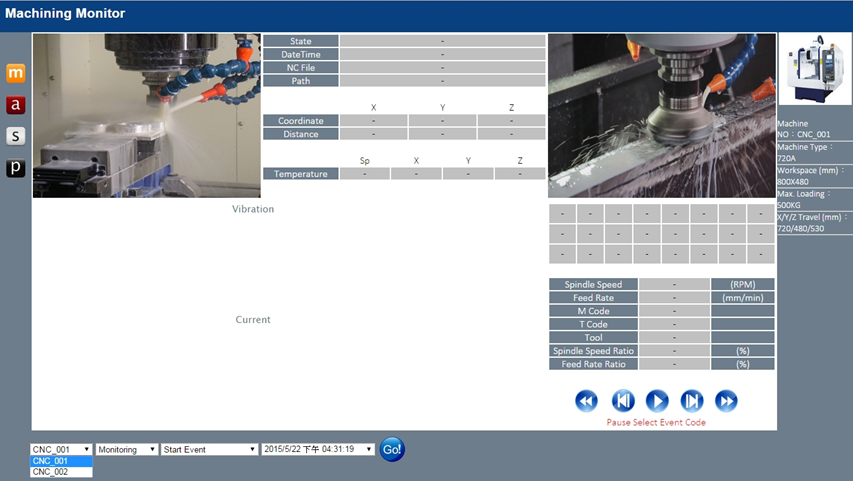 Machining Monitor
m
a
s
p
State -
DateTime -
NC File -
Path -
X Y Z
Coordinate - - -
Distance - - -
Sp X Y Z
Temperature - - - -
Vibration
Current
- - - - - - - -
- - - - - - - -
- - - - - - - -
Spindle Speed - (RPM)
Feed Rate - (mm/min)
M Code -
T Code -
Tool -
Spindle Speed Ratio - (%)
Feed Rate Ratio - (%)
Pause Select Event Code
Machine
NO：CNC_001
Machine Type：
720A
Workspace (mm)：
800X480
Max. Loading：
500KG
X/Y/Z Travel (mm)：
720/480/530
CNC_001 Monitoring Start Event 2015/5/22 下午 04:31:19 Go!
CNC_001
CNC_002